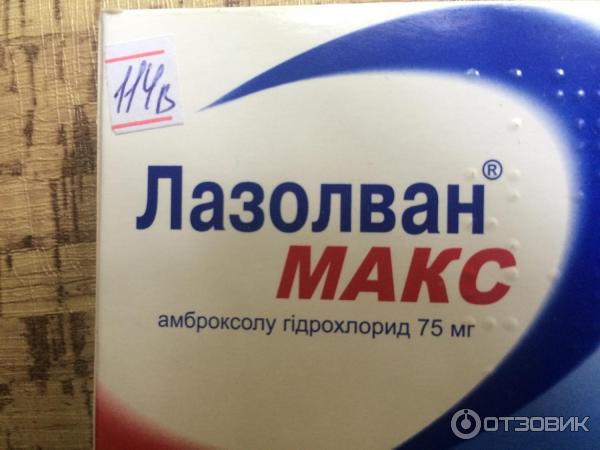 114в
Лазолван®
МАКС
амброксолу гідрохлорид 75 мг
ОТЗОВИК